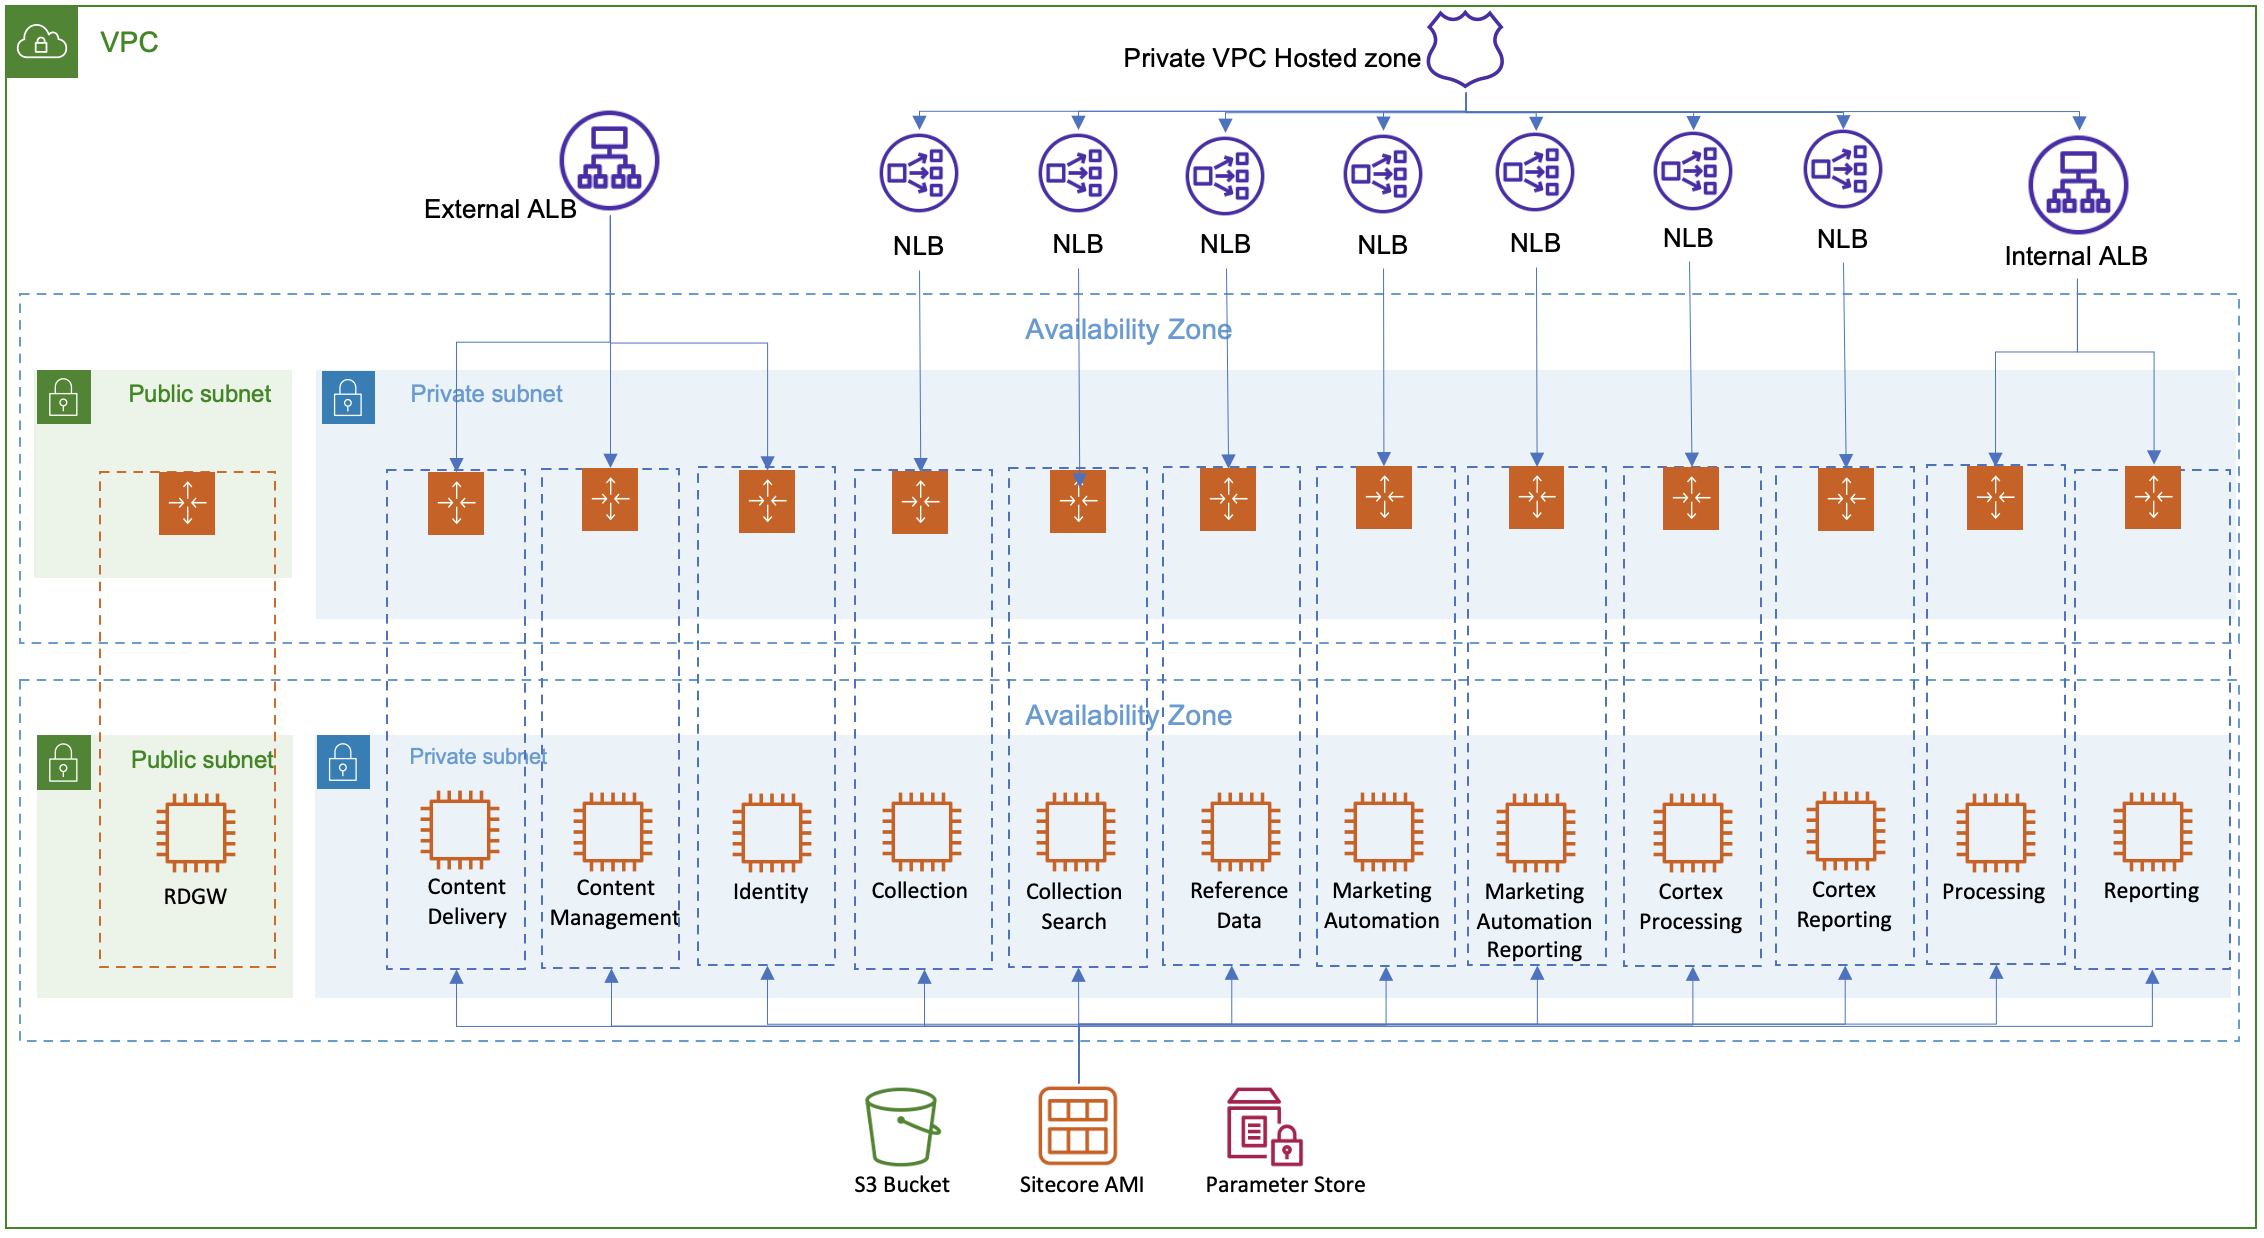 VPC
Private VPC Hosted zone
External ALB
NLB
NLB
NLB
NLB
NLB
NLB
NLB
Internal ALB
Availability Zone
Public subnet
Private subnet
Availability Zone
Public subnet
Private subnet
RDGW
Content
Delivery
Content
Management
Identity
Collection
Collection
Search
Reference
Data
Marketing
Automation
Marketing
Automation
Reporting
Cortex
Processing
Cortex
Reporting
Processing
Reporting
S3 Bucket
Sitecore AMI
Parameter Store